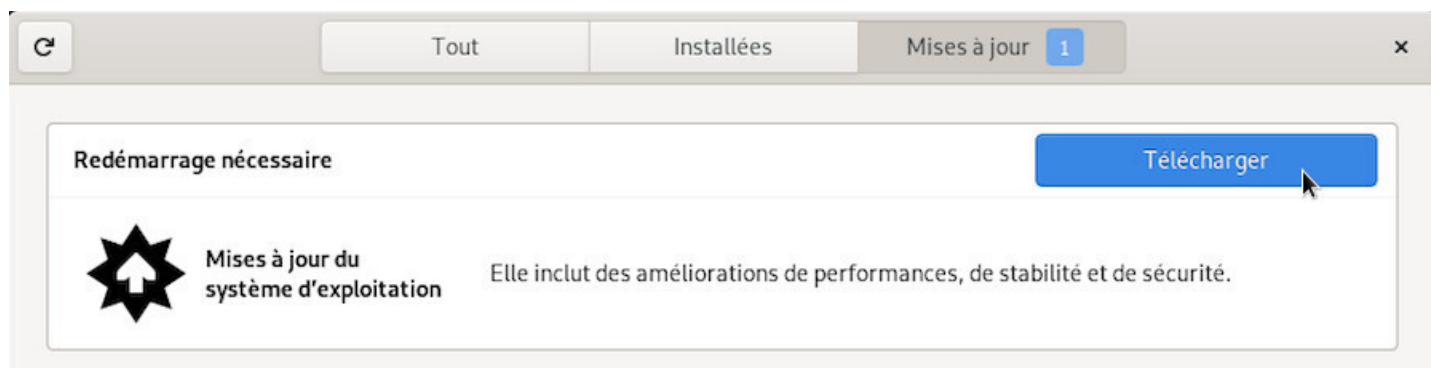 Tout
Installées
Mises à jour 1
Redémarrage nécessaire
Télécharger
Mises à jour du
système d’exploitation
Elle inclut des améliorations de performances, de stabilité et de sécurité.